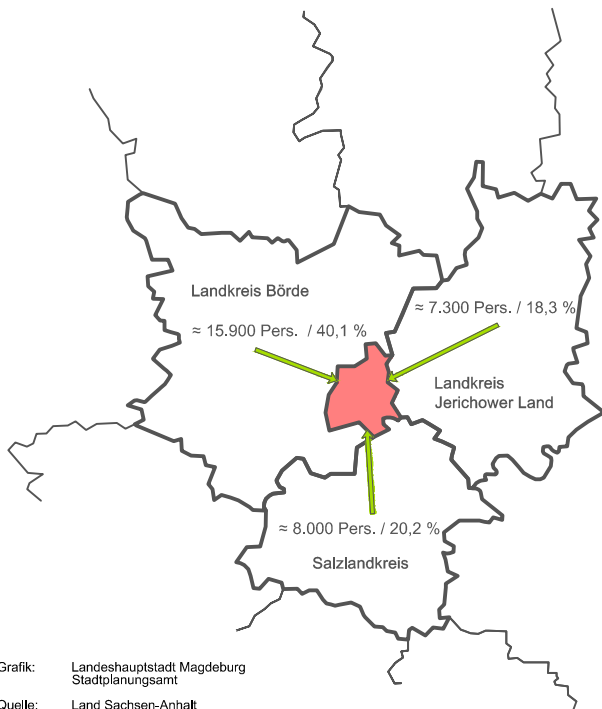 Landkreis Börde
≈ 15.900 Pers. / 40,1 %
≈ 7.300 Pers./ 18,3 %
Landkreis
Jerichower Land
≈ 8.000 Pers./ 20,2 %
Salzlandkreis
Grafik: Landeshauptstadt Magdeburg
Stadtplanungsamt
Quelle: Land Sachsen-Anhalt